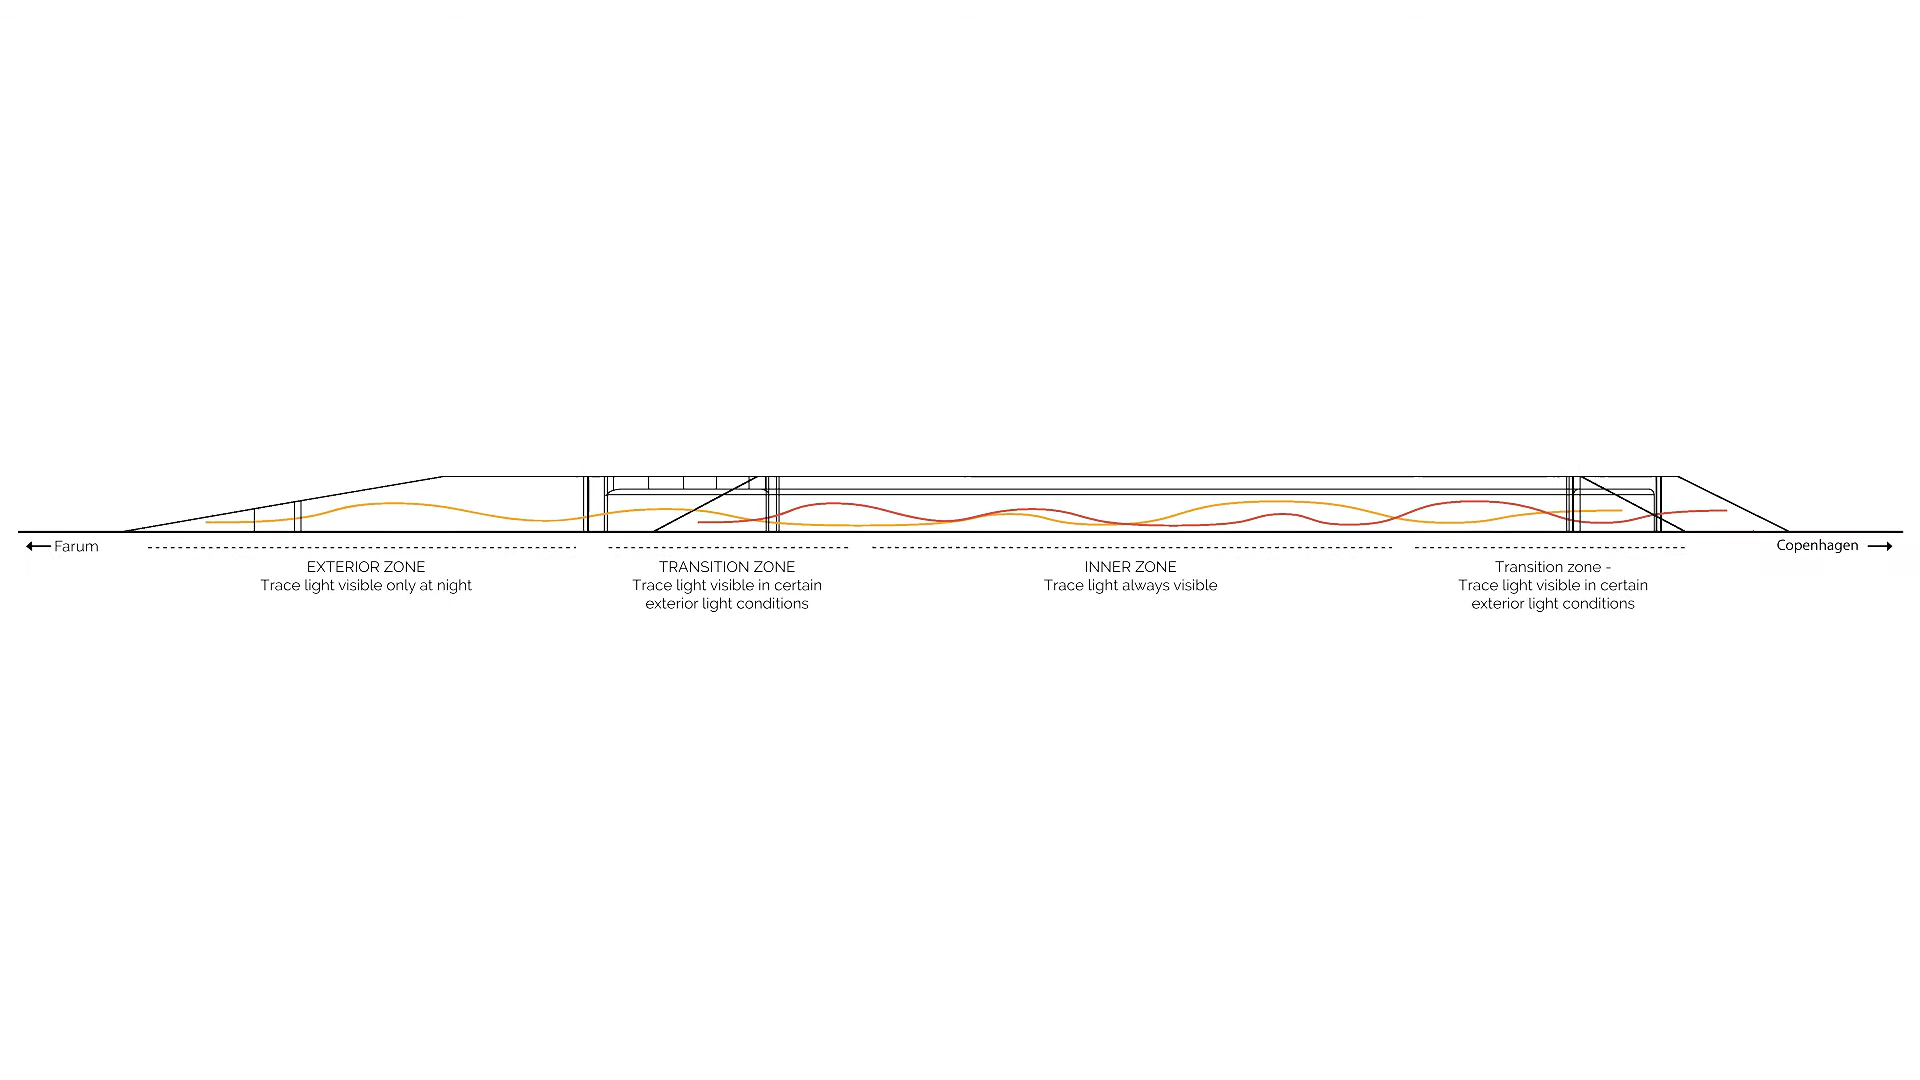 Farum
Copenhagen
EXTERIOR ZONE
Trace light visible only at night
TRANSITION ZONE
Trace light visible in certain
exterior light conditions
INNER ZONE
Trace light always visible
Transition zone -
Trace light visible in certain
exterior light conditions